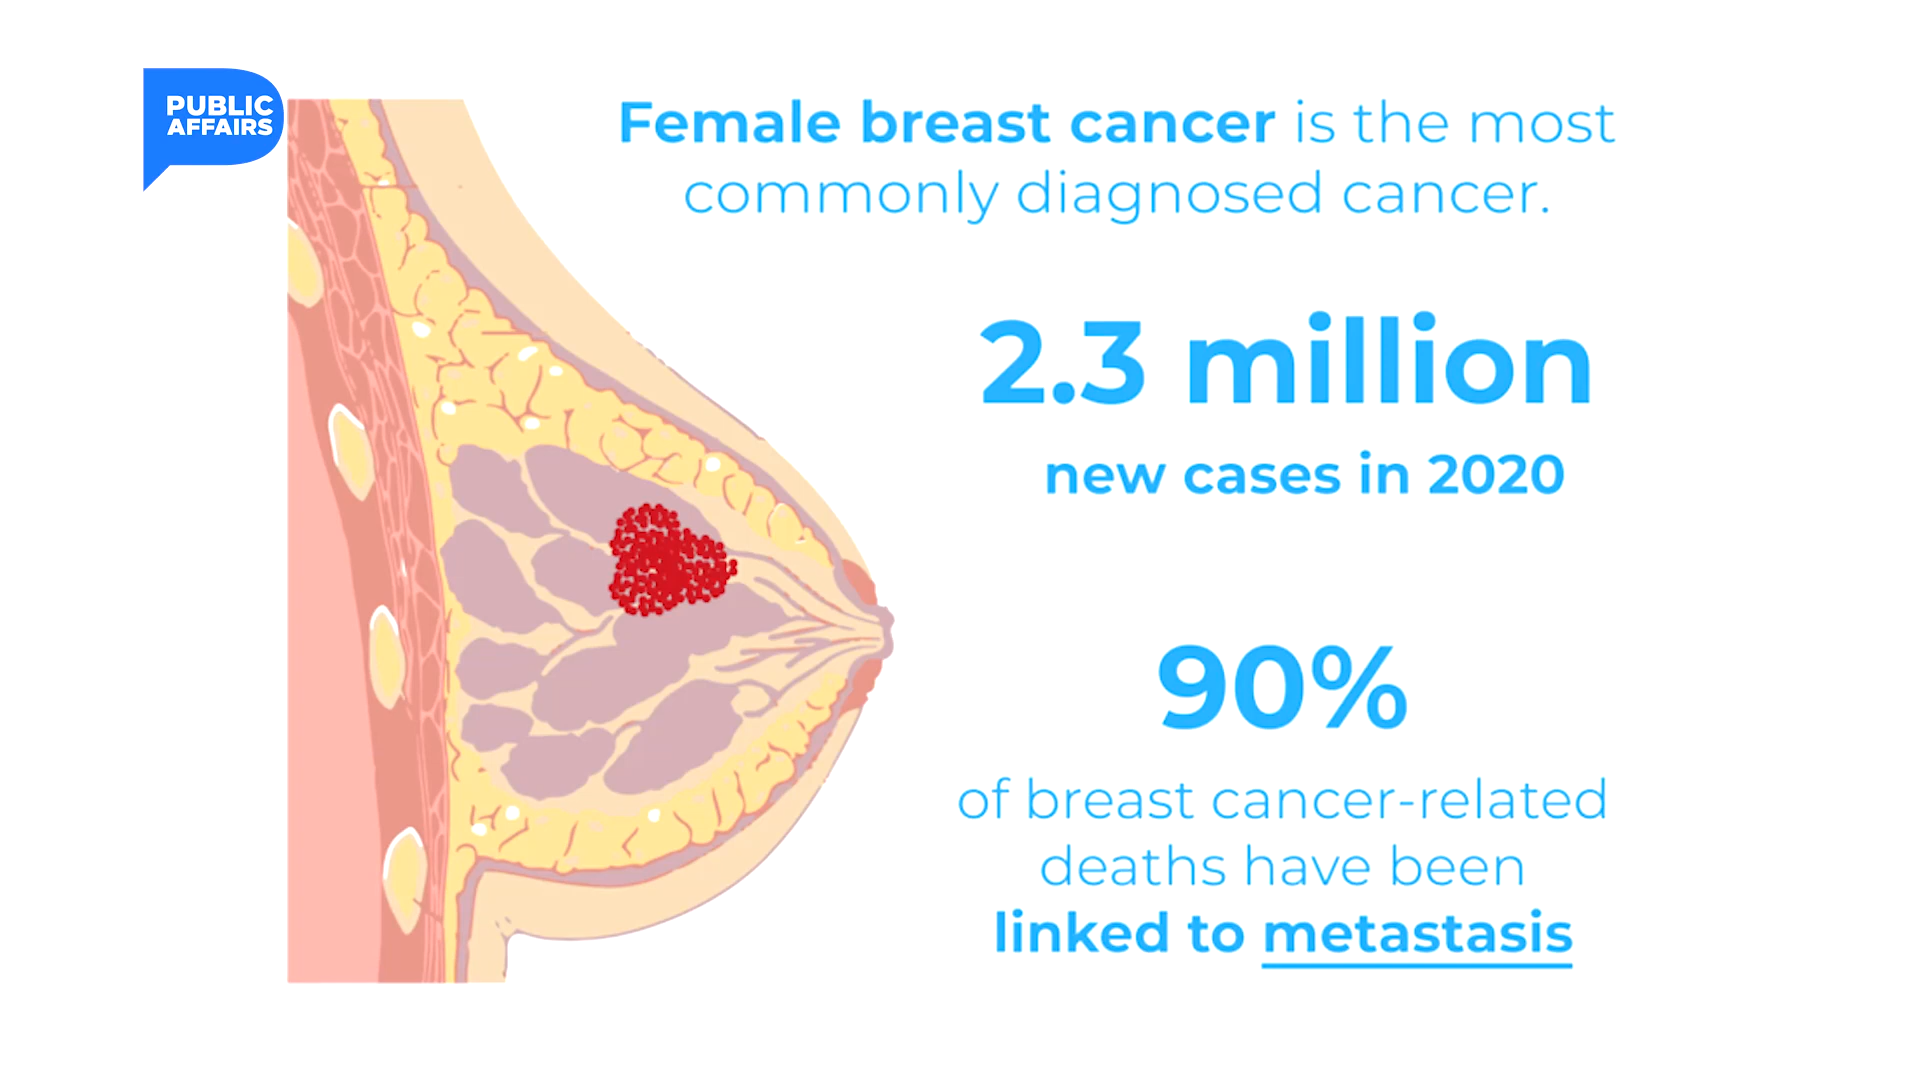 PUBLIC
AFFAIRS
Female breast cancer is the most
commonly diagnosed cancer.
2.3 million
new cases in 2020
90%
of breast cancer-related
deaths have been
linked to metastasis